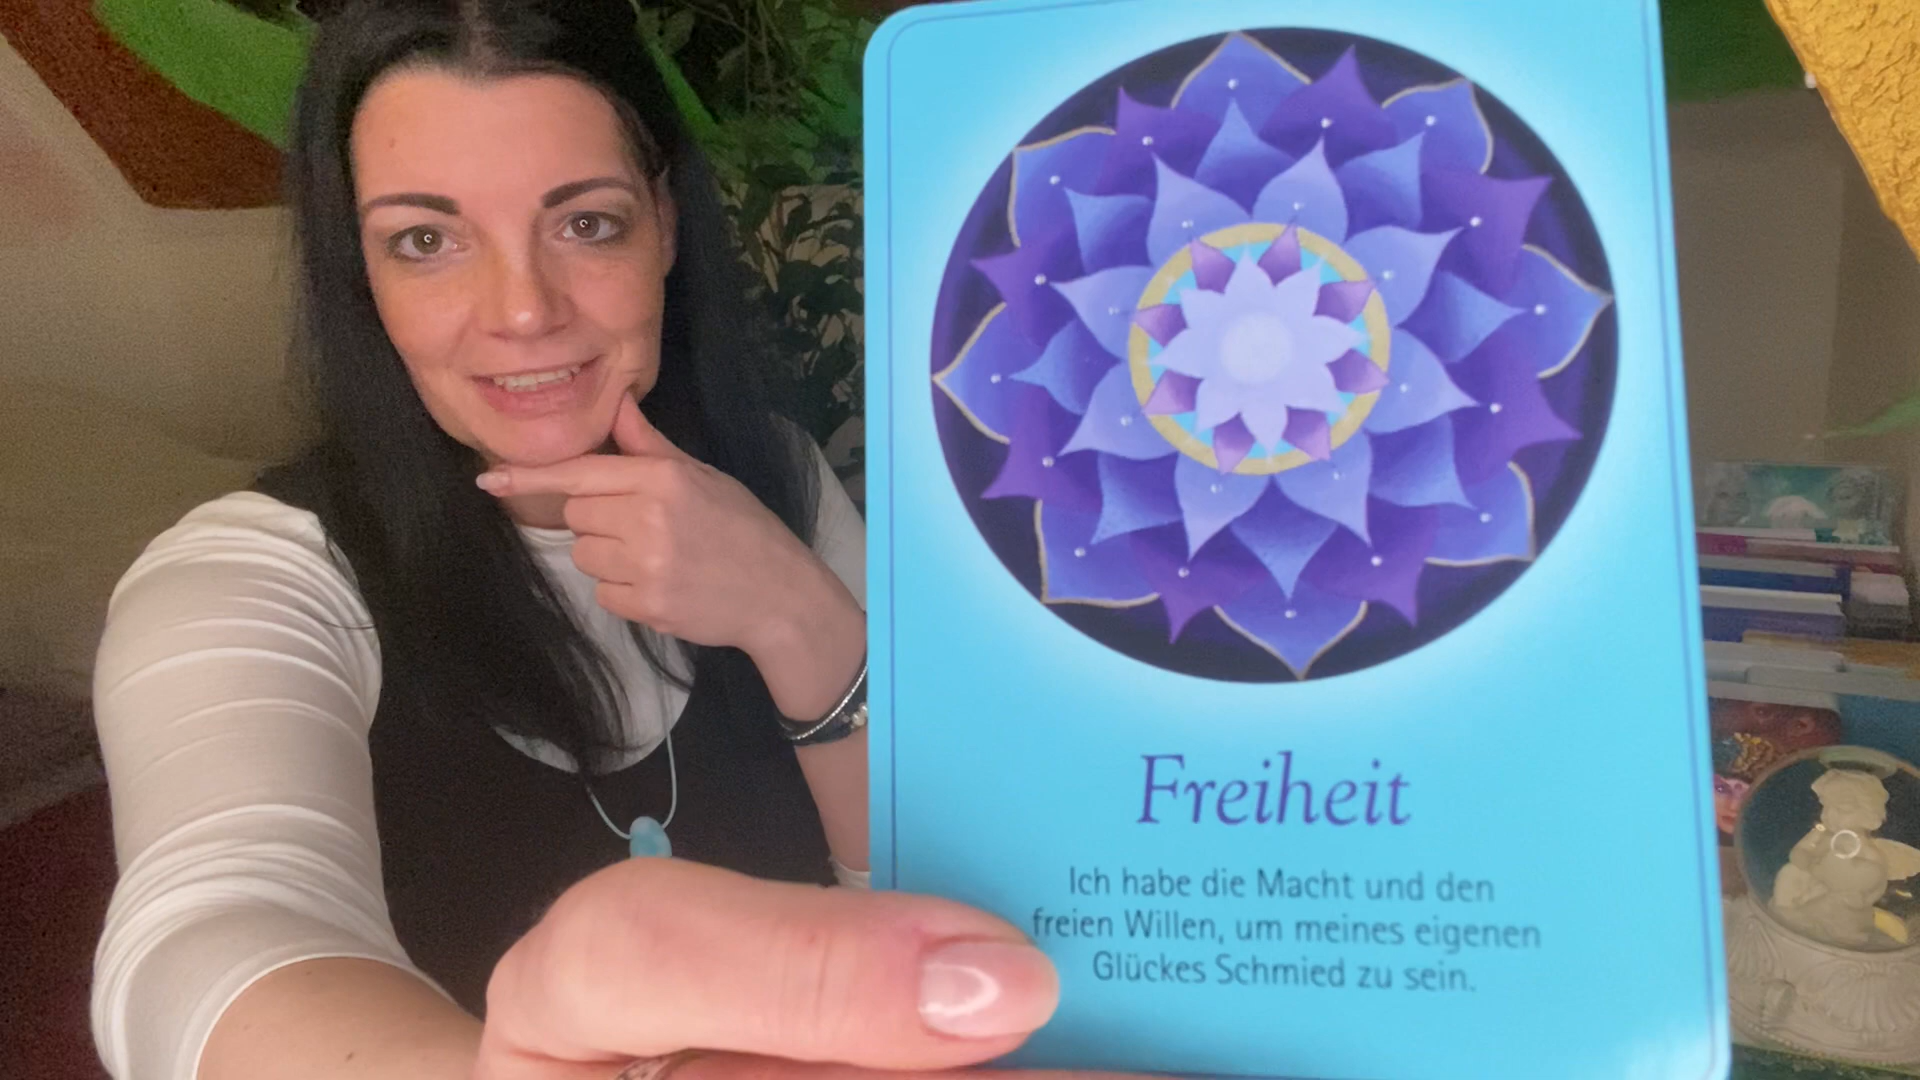 Freiheit
Ich habe die Macht und den
freien Willen, um meines eigenen
Glückes Schmied zu sein.